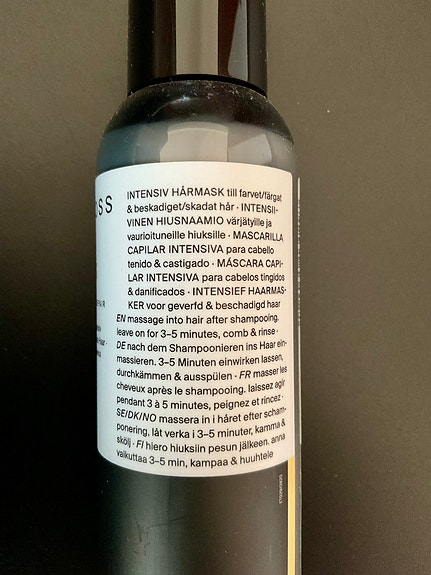 INTENSIV HÅRMASK till farvet/färgat
& beskadiget/skadat hår · INTENSII-
VINEN HIUSNAAMIO värjätyille ja
vaurioituneille hiuksille · MASCARILLA
CAPILAR INTENSIVA para cabello
tenido & castigado · MÁSCARA CAPI-
LAR INTENSIVA para cabelos tingidos
& danificados · INTENSIEF HAARMAS-
KER voor geverfd & beschadigd haar
EN massage into hair after shampooing.
leave on for 3–5 minutes, comb & rinse ·
DE nach dem Shampoonieren ins Haar ein-
massieren. 3–5 Minuten einwirken lassen,
durchkämmen & ausspülen · FR masser les
cheveux après le shampooing. laissez agir
pendant 3 à 5 minutes, peignez et rincez ·
SE/DK/NO massera in i håret efter scham-
ponering, låt verka i 3–5 minuter, kamma &
skölj · FI hiero hiuksiin pesun jälkeen. anna
vaikuttaa 3–5 min, kampaa & huuhtele